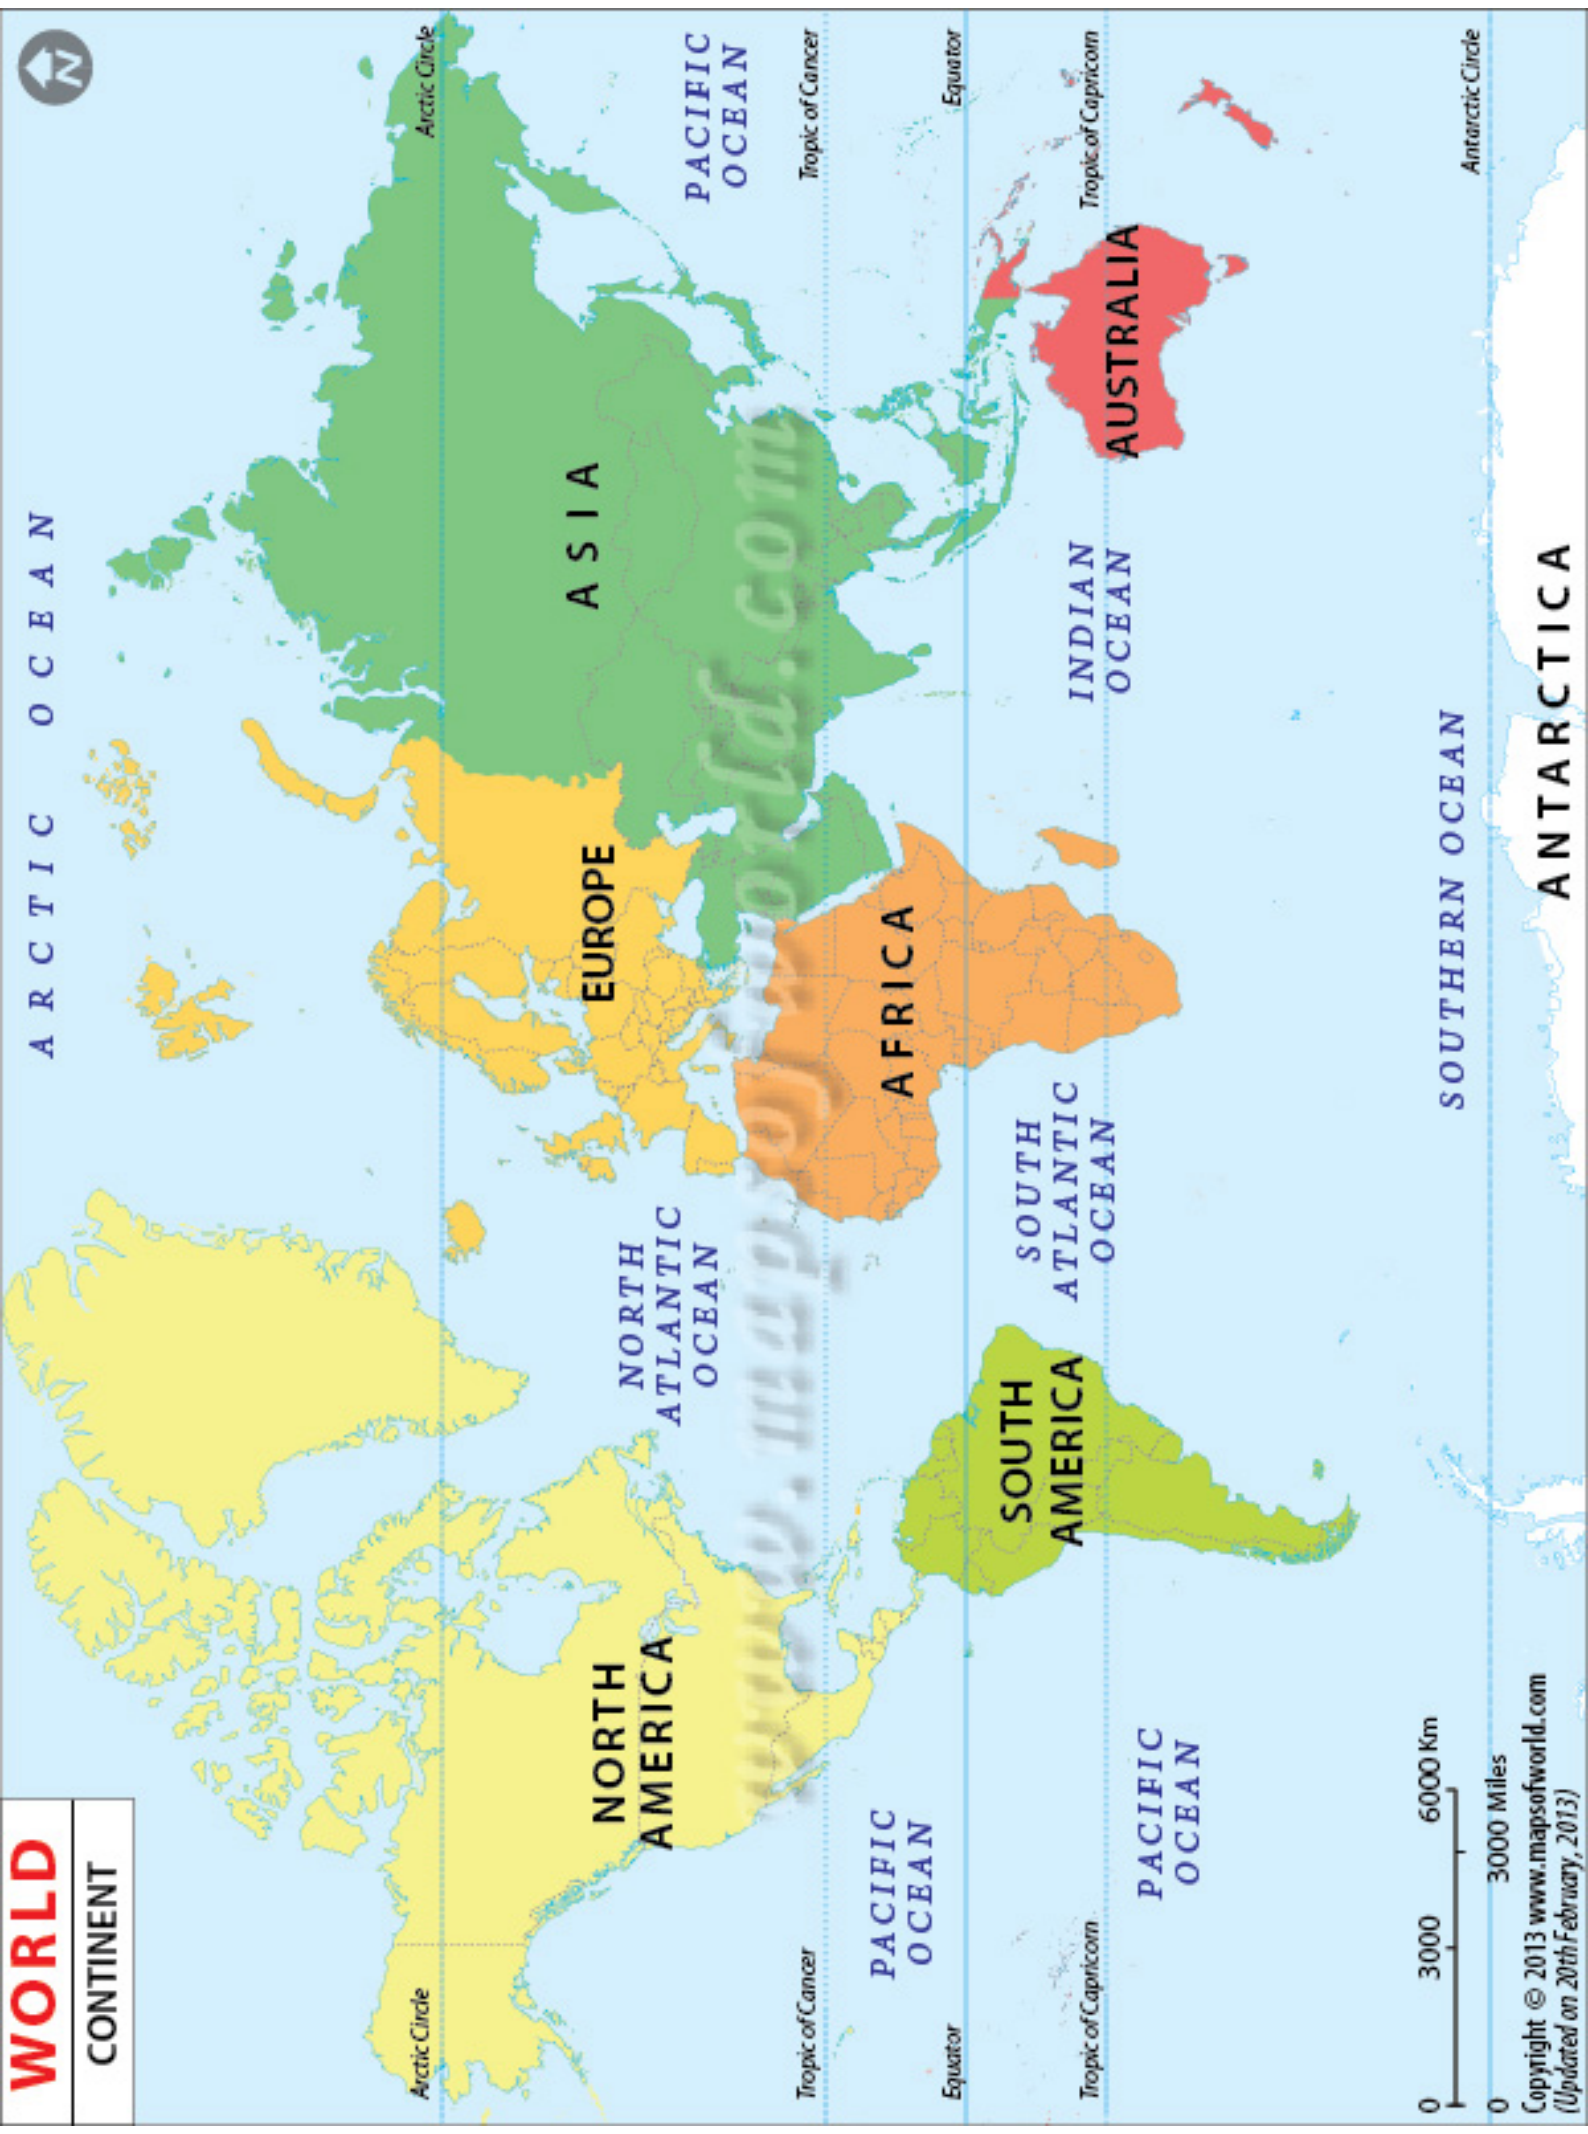 WORLD
CONTINENT
N
ARCTIC OCEAN
Arctic Circle
Arctic Circle
NORTH
AMERICA
EUROPE
ASIA
NORTH
ATLANTIC
OCEAN
PACIFIC
OCEAN
www.mapsofworld.com
Tropic of Cancer
Tropic of Cancer
PACIFIC
OCEAN
AFRICA
Equator
Equator
SOUTH
AMERICA
SOUTH
ATLANTIC
OCEAN
INDIAN
OCEAN
AUSTRALIA
Tropic of Capricorn
Tropic of Capricorn
PACIFIC
OCEAN
SOUTHERN OCEAN
Antarctic Circle
ANTARCTICA
0 3000 6000 Km
0 3000 Miles
Copyright © 2013 www.mapsofworld.com
(Updated on 20th February, 2013)